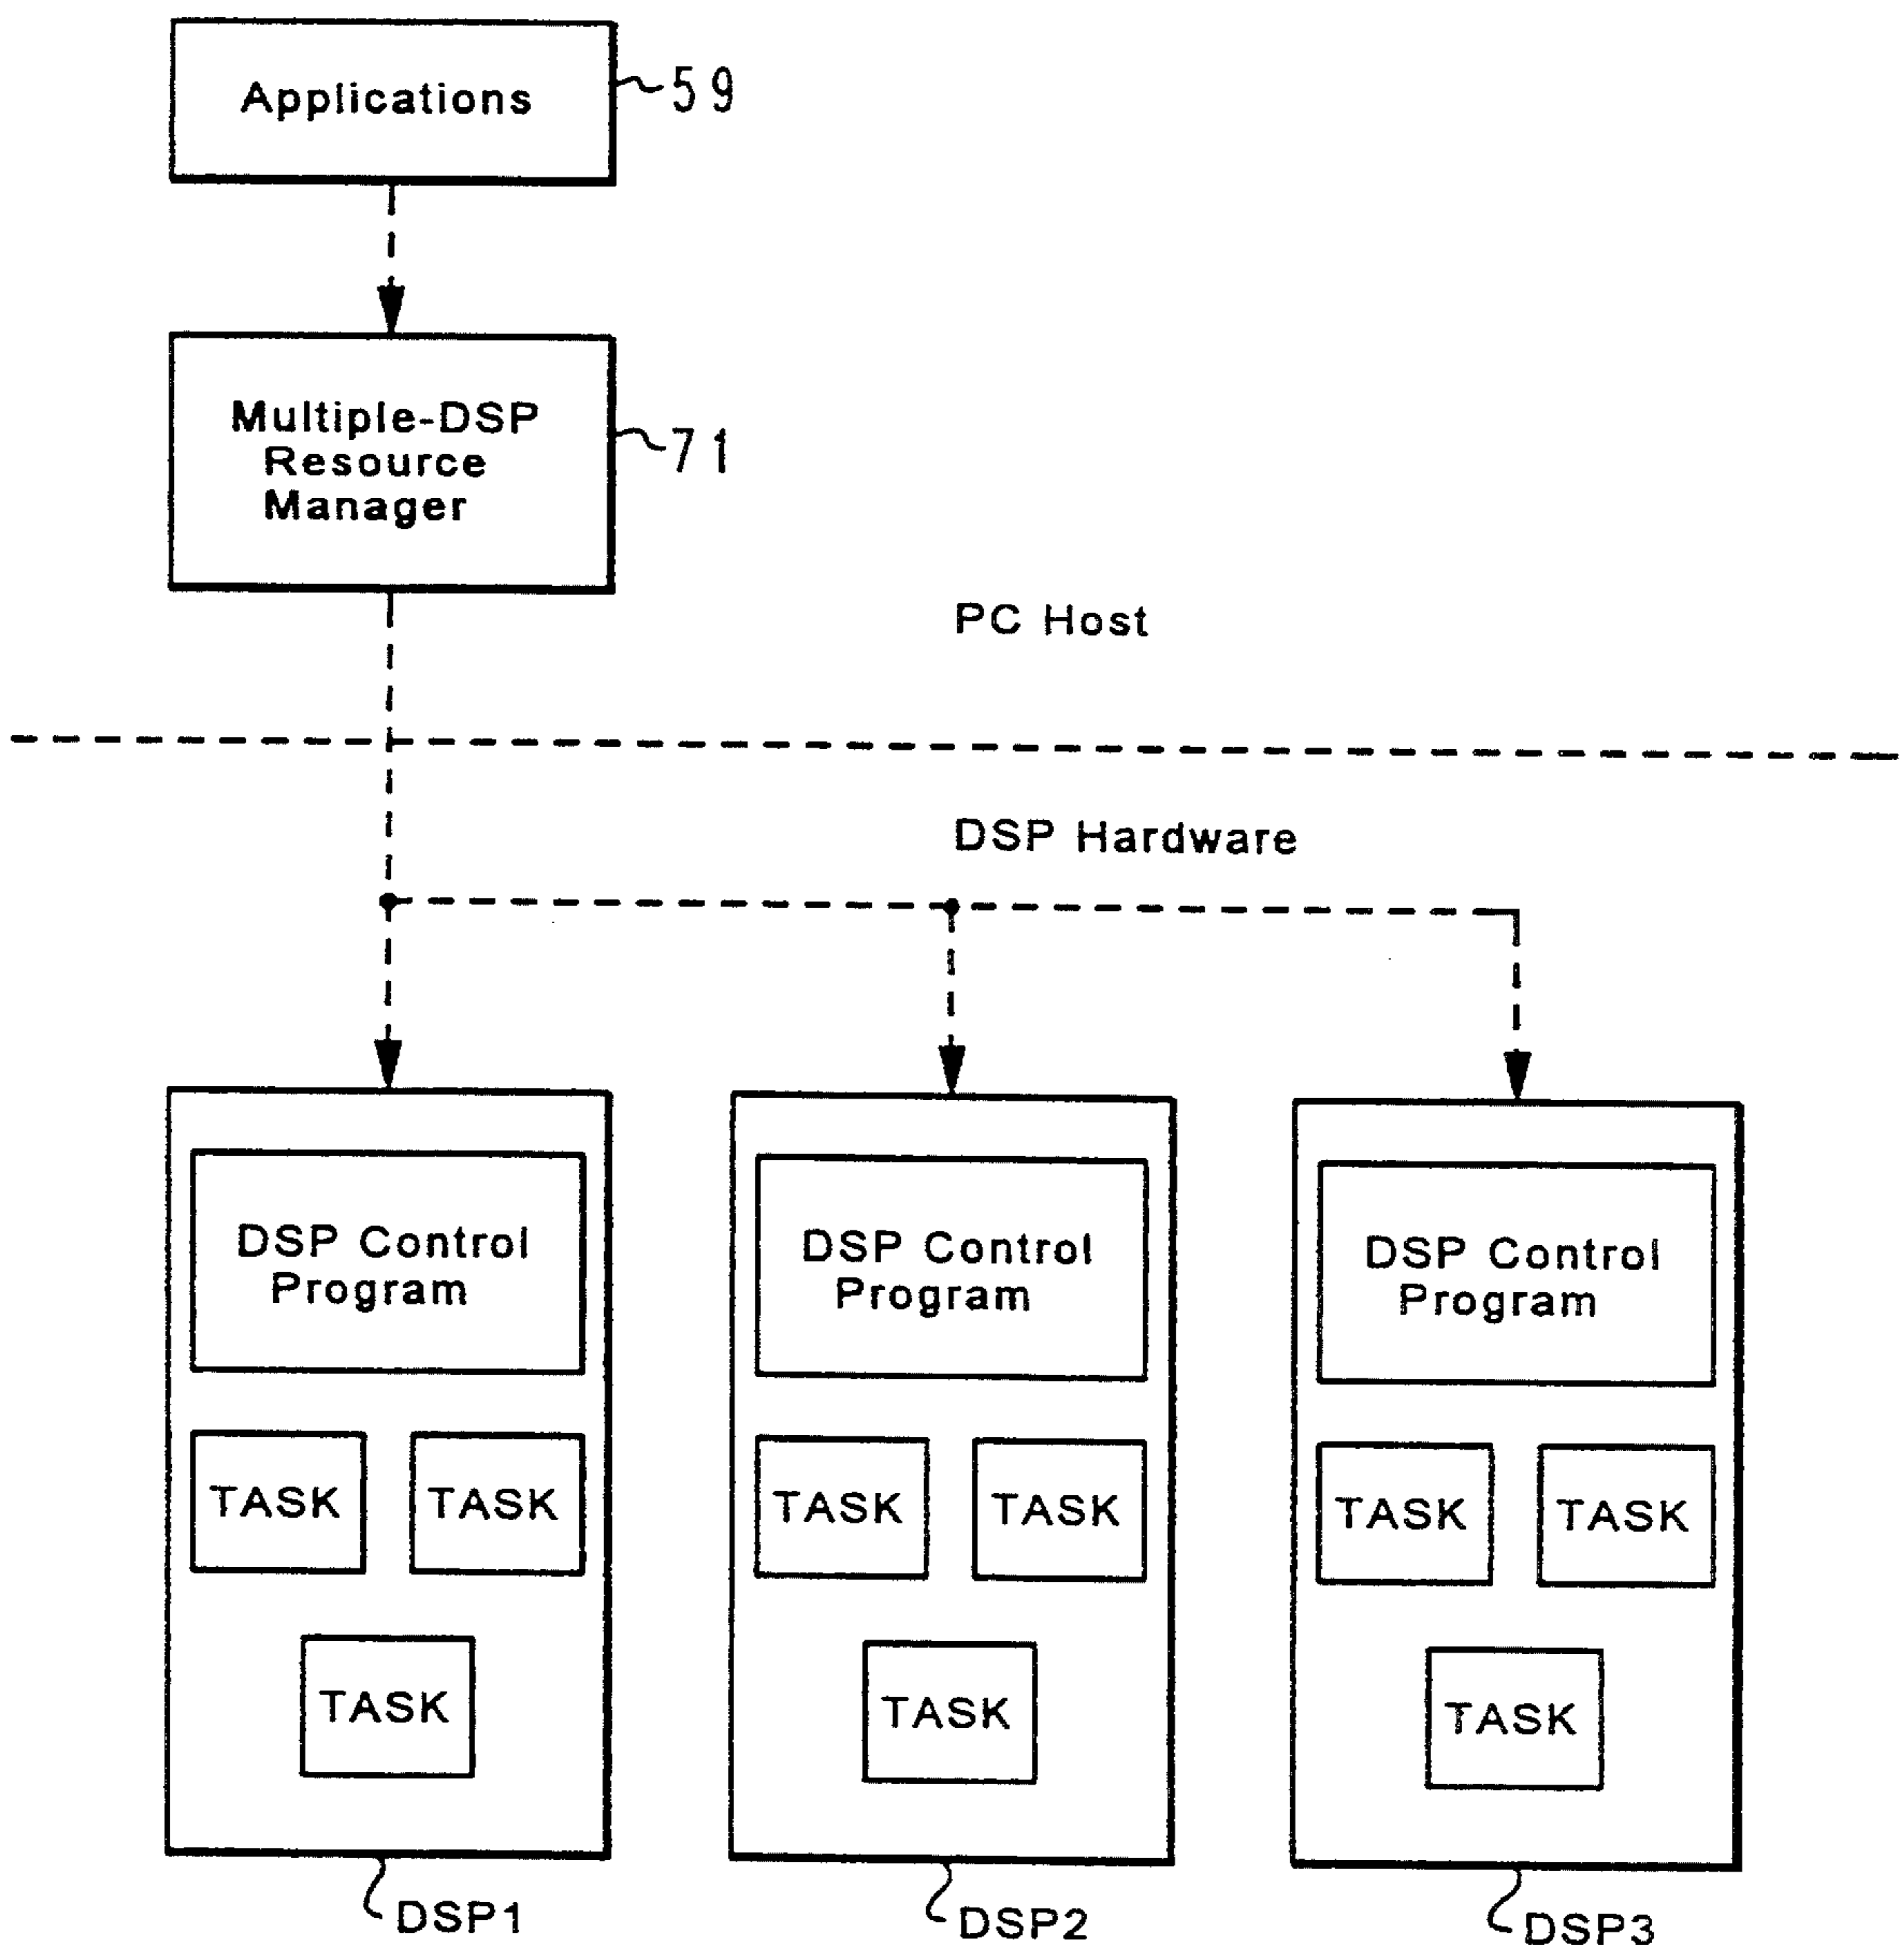 Applications
59
Multiple-DSP
Resource
Manager
71
PC Host
DSP Hardware
DSP Control
Program
DSP Control
Program
DSP Control
Program
TASK
TASK
TASK
TASK
TASK
TASK
TASK
TASK
TASK
DSP1
DSP2
DSP3